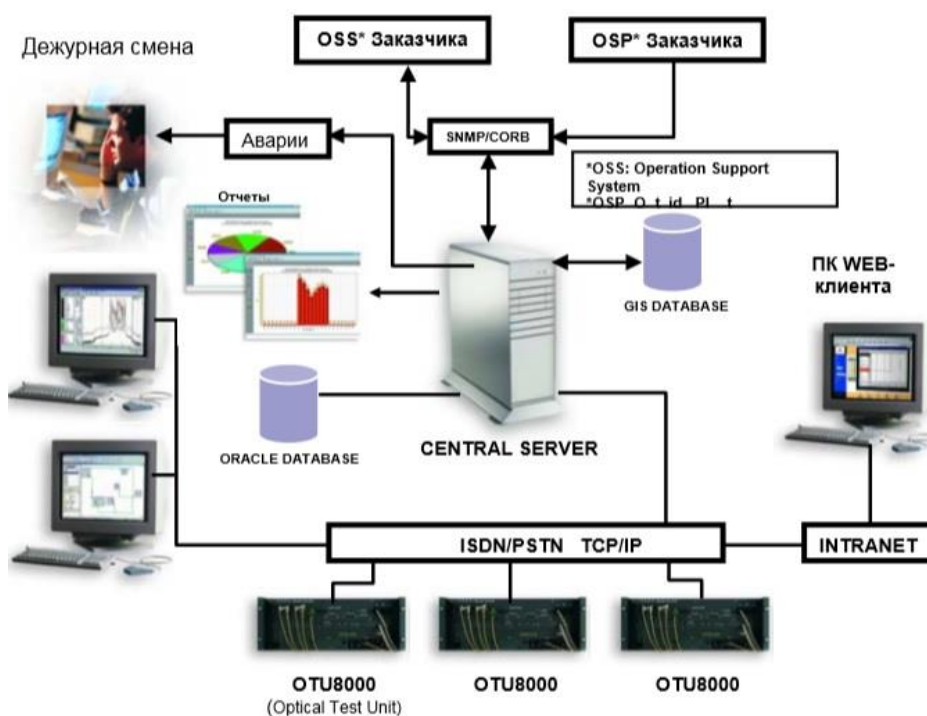 Дежурная смена
OSS* Заказчика
OSP* Заказчика
Аварии
SNMP/CORB
*OSS: Operation Support
System
*OSP
Отчеты
GIS DATABASE
ПК WEB-
клиента
ORACLE DATABASE
CENTRAL SERVER
ISDN/PSTN TCP/IP
INTRANET
OTU8000
(Optical Test Unit)
OTU8000
OTU8000